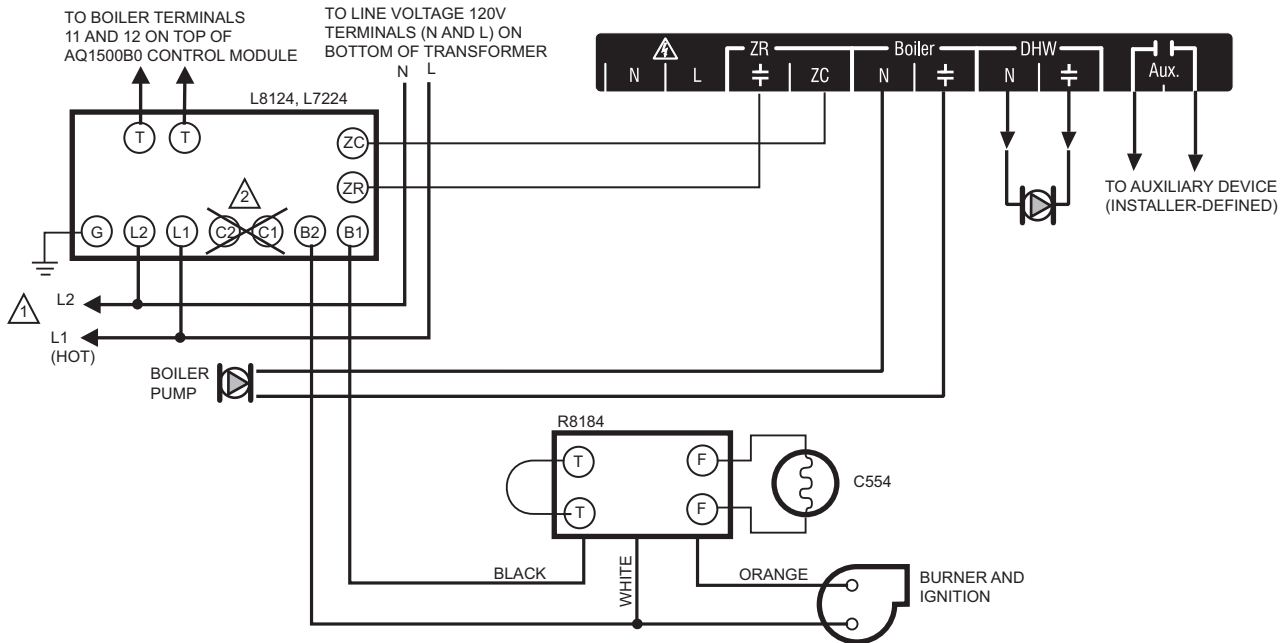 TO BOILER TERMINALS
11 AND 12 ON TOP OF
AQ1500B0 CONTROL MODULE
TO LINE VOLTAGE 120V
TERMINALS (N AND L) ON
BOTTOM OF TRANSFORMER
N L
ZR Boiler DHW
N L ZC N N Aux.
L8124, L7224
T T
ZC
ZR
2
G L2 L1 C2 C1 B2 B1
TO AUXILIARY DEVICE
(INSTALLER-DEFINED)
1
L2
L1
(HOT)
BOILER
PUMP
R8184
T F
C554
T F
BLACK
WHITE
ORANGE
BURNER AND
IGNITION